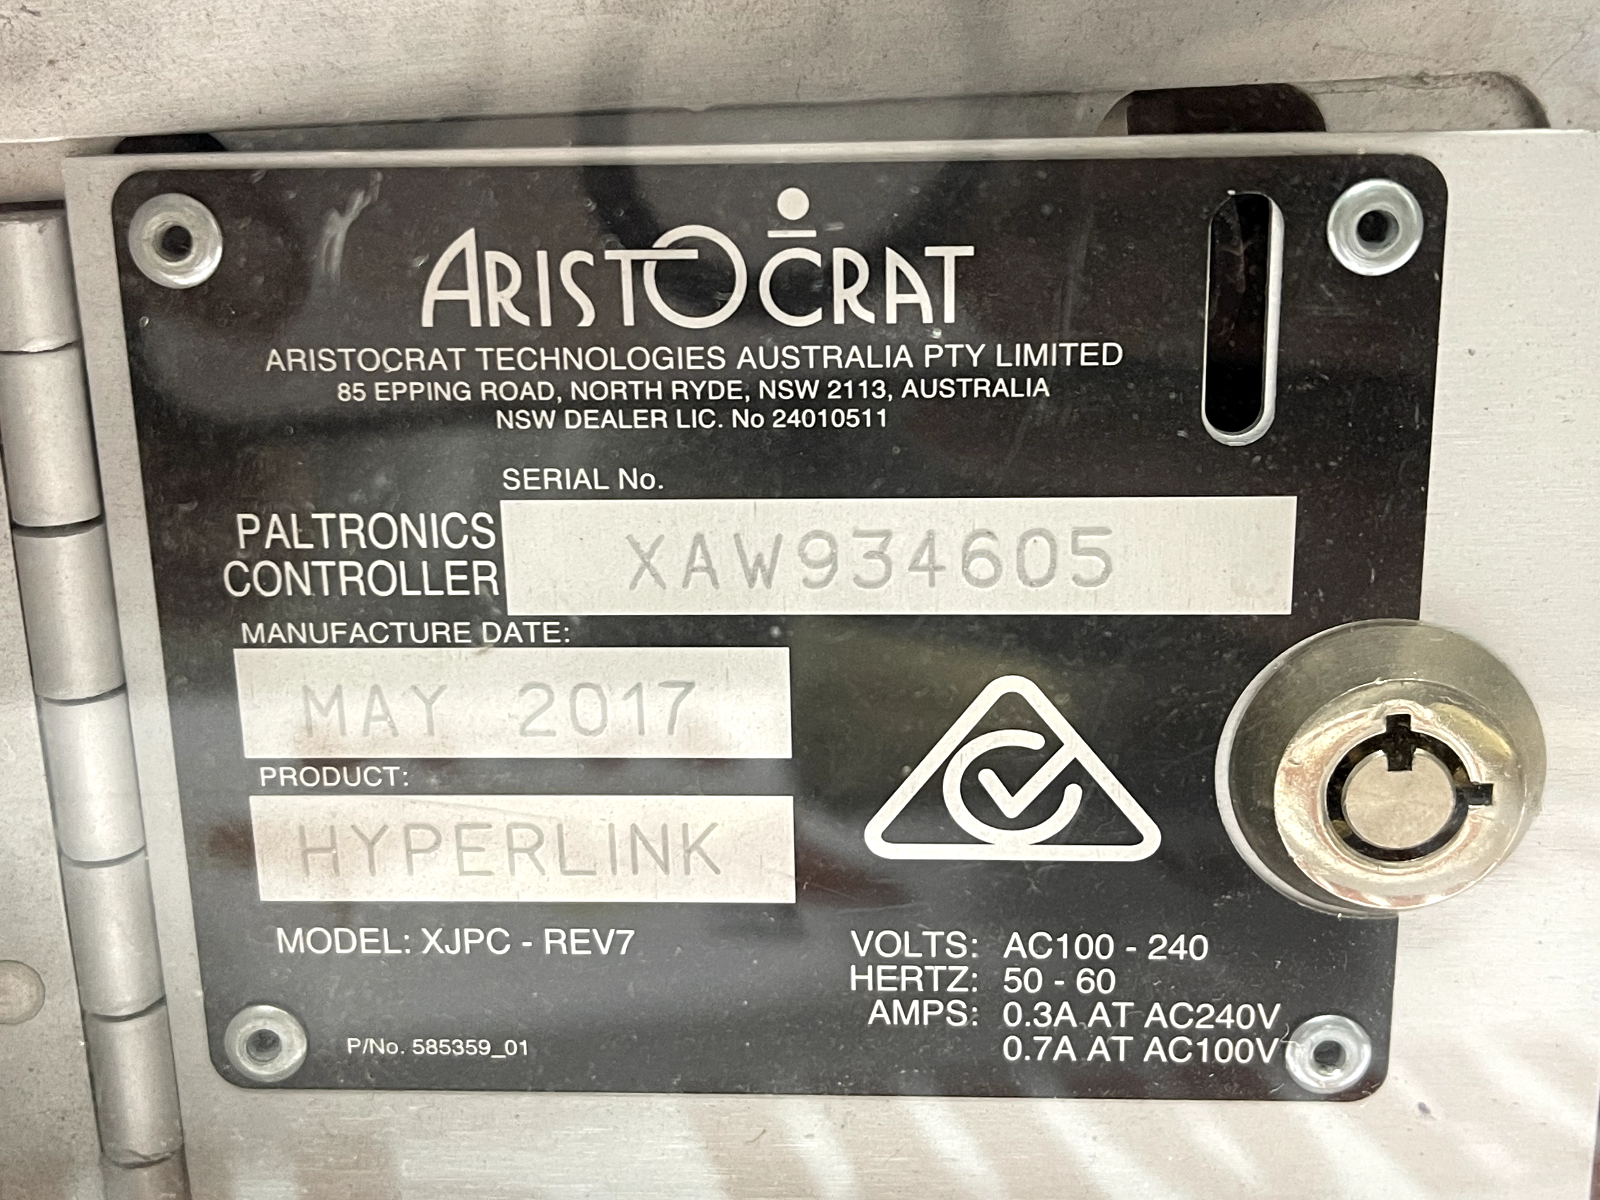 ARISTOCRAT
ARISTOCRAT TECHNOLOGIES AUSTRALIA PTY LIMITED
85 EPPING ROAD, NORTH RYDE, NSW 2113, AUSTRALIA
NSW DEALER LIC. No 24010511
SERIAL No.
PALTRONICS
CONTROLLER
XAW934605
MANUFACTURE DATE:
MAY 2017
PRODUCT:
HYPERLINK
MODEL: XJPC - REV7
VOLTS: AC100 - 240
HERTZ: 50 - 60
AMPS: 0.3A AT AC240V
0.7A AT AC100V
P/No. 585359_01